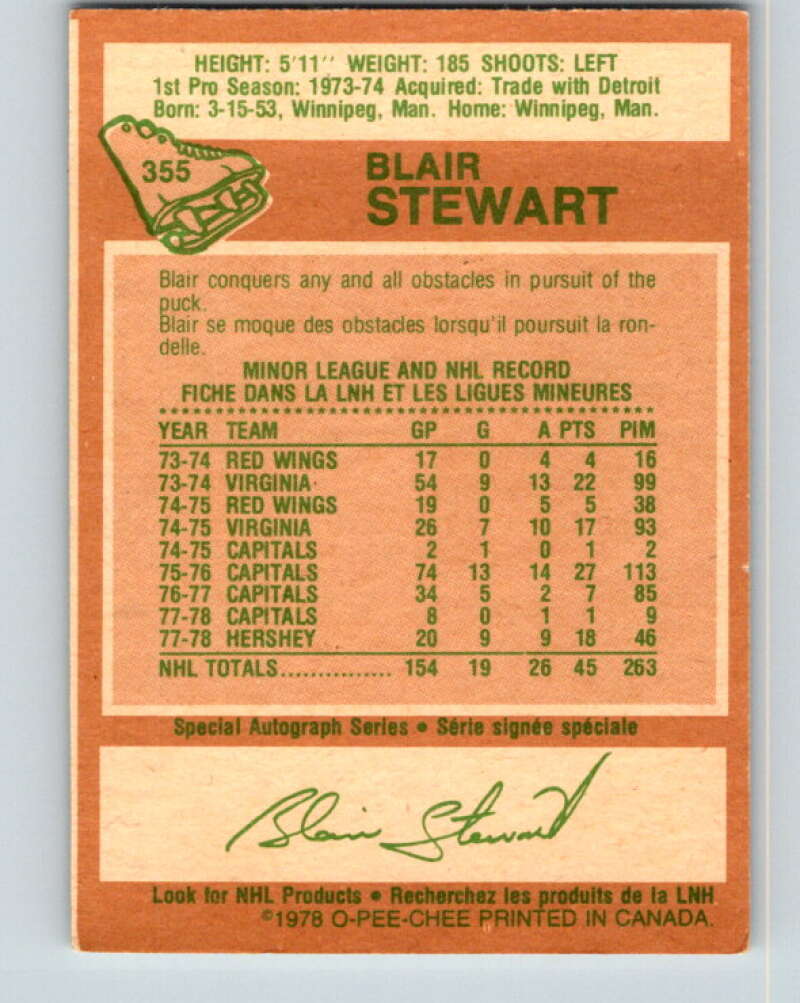 HEIGHT: 5'11" WEIGHT: 185 SHOOTS: LEFT
1st Pro Season: 1973-74 Acquired: Trade with Detroit
Born: 3-15-53, Winnipeg, Man. Home: Winnipeg, Man.
355
BLAIR
STEWART
Blair conquers any and all obstacles in pursuit of the
puck.
Blair se moque des obstacles lorsqu'il poursuit la ron-
delle.
MINOR LEAGUE AND NHL RECORD
FICHE DANS LA LNH ET LES LIGUES MINEURES
YEAR TEAM GP G A PTS PIM
73-74 RED WINGS 17 0 4 4 16
73-74 VIRGINIA 54 9 13 22 99
74-75 RED WINGS 19 0 5 5 38
74-75 VIRGINIA 26 7 10 17 93
74-75 CAPITALS 2 1 0 1 2
75-76 CAPITALS 74 13 14 27 113
76-77 CAPITALS 34 5 2 7 85
77-78 CAPITALS 8 0 1 1 9
77-78 HERSHEY 20 9 9 18 46
NHL TOTALS............... 154 19 26 45 263
Special Autograph Series • Série signée spéciale
Blair Stewart
Look for NHL Products • Recherchez les produits de la LNH
©1978 O-PEE-CHEE PRINTED IN CANADA.